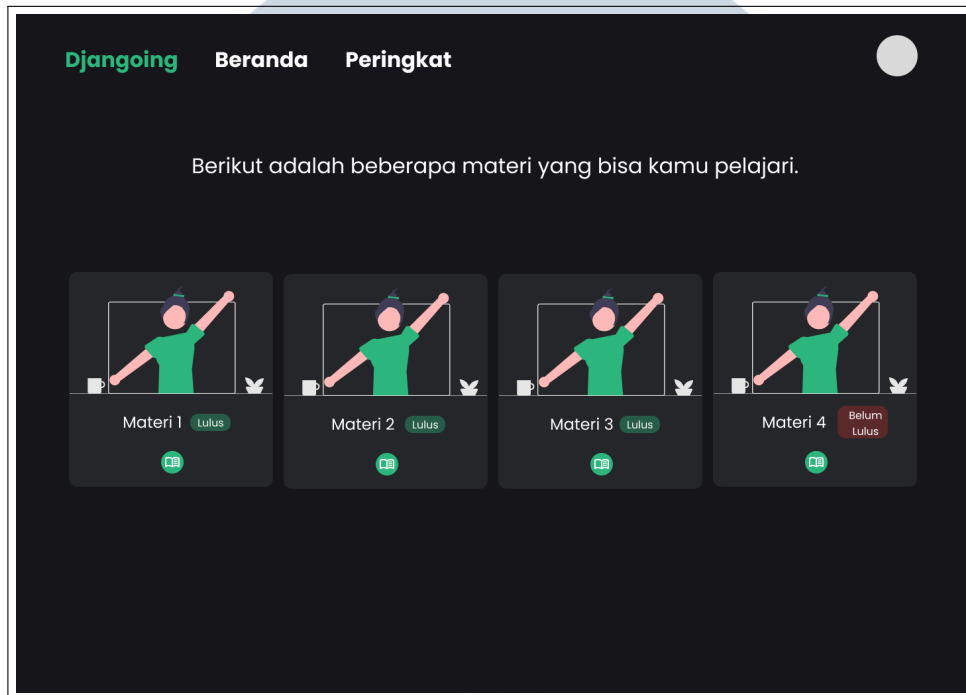 Djangoing Beranda Peringkat
Berikut adalah beberapa materi yang bisa kamu pelajari.
Materi 1 Lulus
Materi 2 Lulus
Materi 3 Lulus
Materi 4 Belum
Lulus